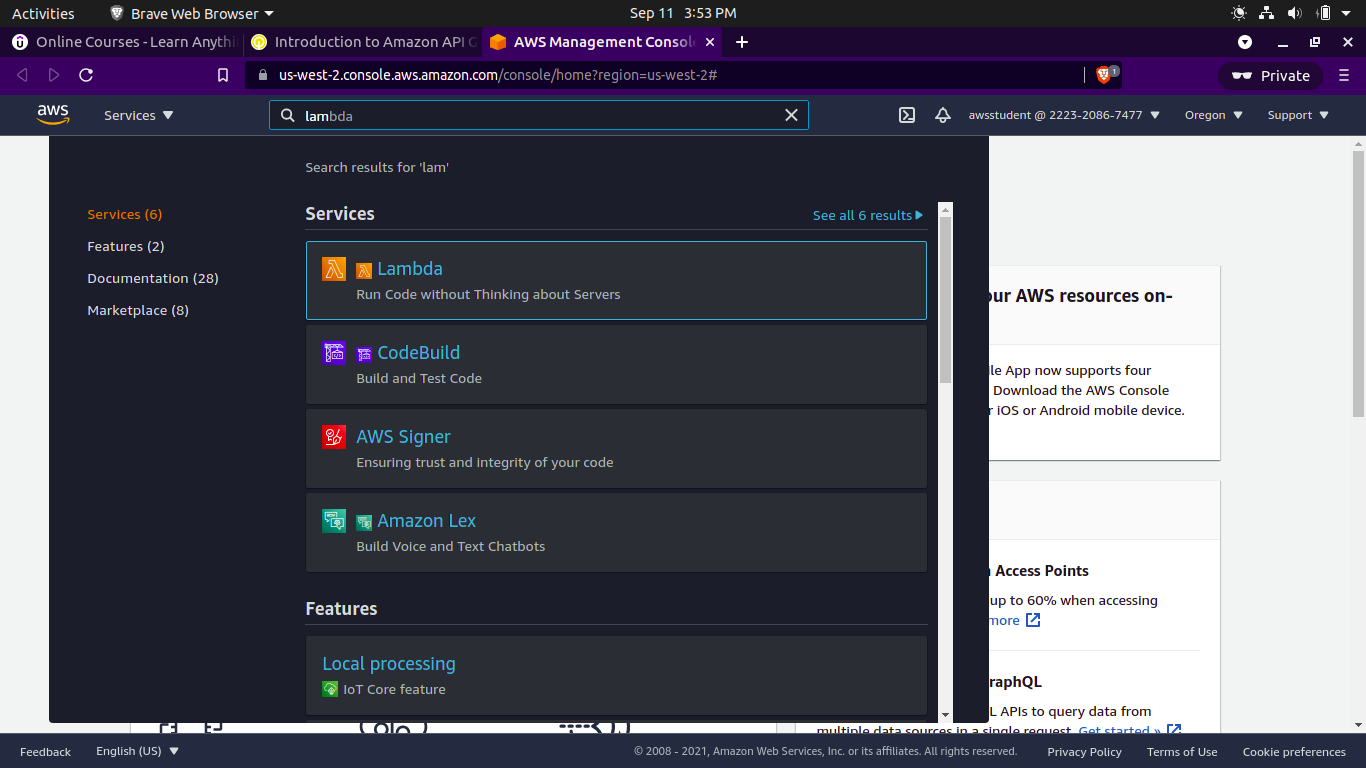 Activities Brave Web Browser Sep 11 3:53 PM
Online Courses - Learn Anythi Introduction to Amazon API G AWS Management Consol
us-west-2.console.aws.amazon.com/console/home?region=us-west-2# 1 Private
aws Services lambda awsstudent @ 2223-2086-7477 Oregon Support
Search results for 'lam'
Services (6)
Features (2)
Documentation (28)
Marketplace (8)
Services See all 6 results
Lambda
Run Code without Thinking about Servers
CodeBuild
Build and Test Code
AWS Signer
Ensuring trust and integrity of your code
Amazon Lex
Build Voice and Text Chatbots
Features
Local processing
IoT Core feature
our AWS resources on-
le App now supports four
Download the AWS Console
r iOS or Android mobile device.
Access Points
up to 60% when accessing
more
raphQL
L APIs to query data from
multiple data sources in a single request. Get started »
Feedback English (US) © 2008 - 2021, Amazon Web Services, Inc. or its affiliates. All rights reserved. Privacy Policy Terms of Use Cookie preferences